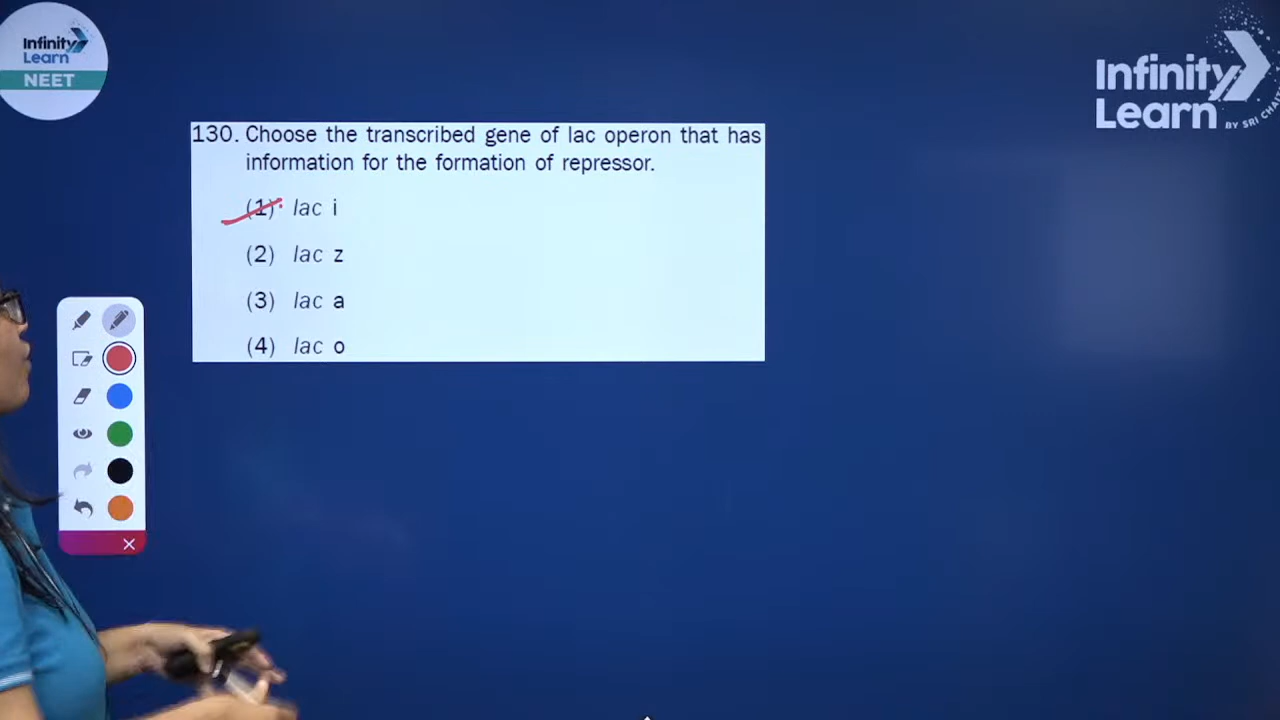 Infinity
Learn
NEET
Infinity
Learn
BY SRI CHAIT
130. Choose the transcribed gene of lac operon that has
information for the formation of repressor.
(1) lac i
(2) lac z
(3) lac a
(4) lac o